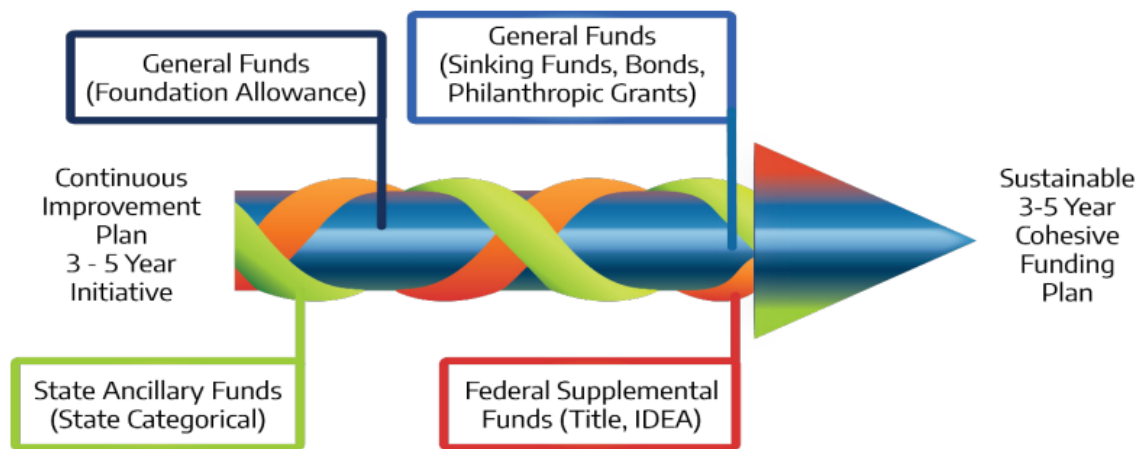 General Funds
(Foundation Allowance)
General Funds
(Sinking Funds, Bonds,
Philanthropic Grants)
Continuous
Improvement
Plan
3 - 5 Year
Initiative
Sustainable
3-5 Year
Cohesive
Funding
Plan
State Ancillary Funds
(State Categorical)
Federal Supplemental
Funds (Title, IDEA)